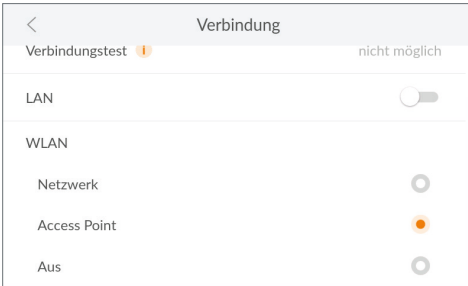 Verbindung
Verbindungstest i nicht möglich
LAN
WLAN
Netzwerk
Access Point
Aus